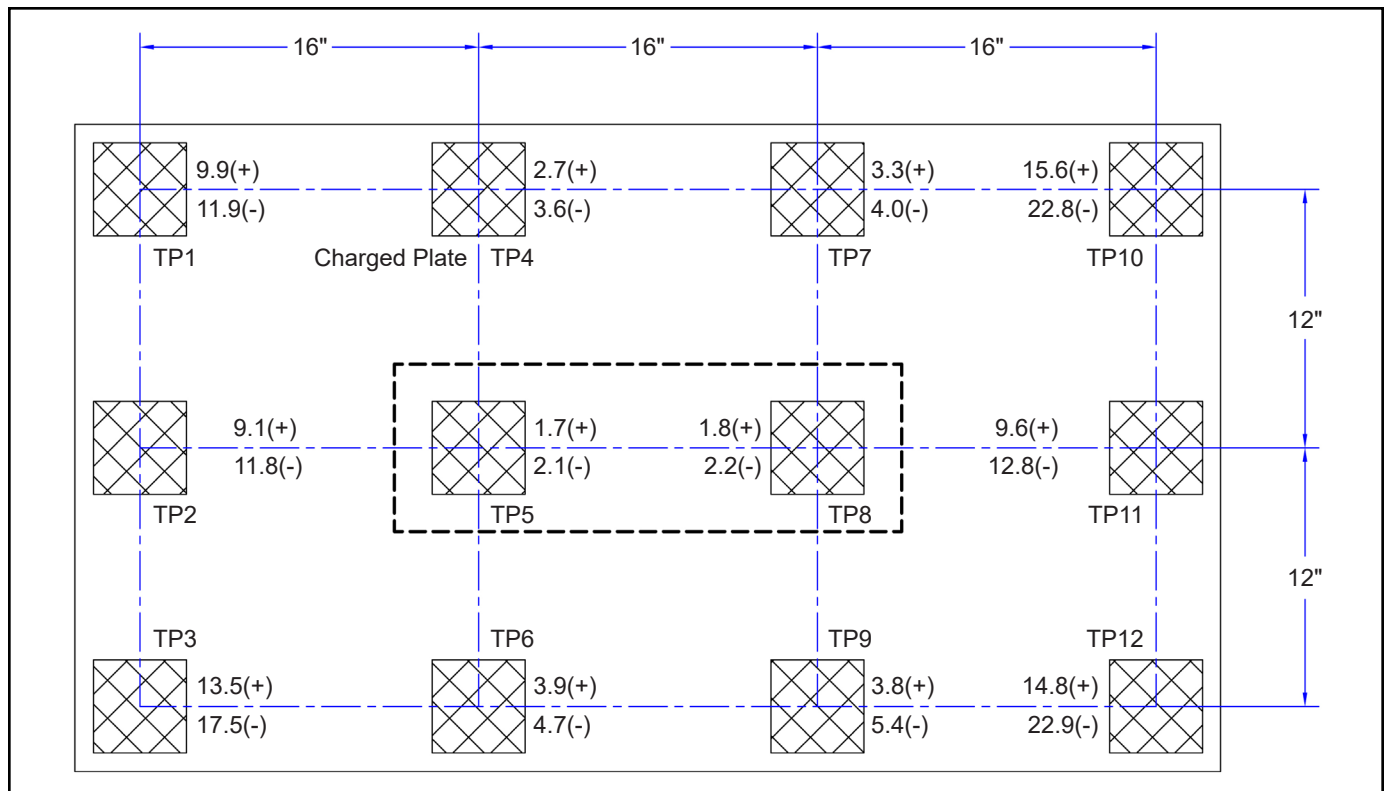 16" 16" 16"
9.9(+) 2.7(+) 3.3(+) 15.6(+)
11.9(-) 3.6(-) 4.0(-) 22.8(-)
TP1 Charged Plate TP4 TP7 TP10
12"
9.1(+) 1.7(+) 1.8(+) 9.6(+)
11.8(-) 2.1(-) 2.2(-) 12.8(-)
TP2 TP5 TP8 TP11
12"
TP3 TP6 TP9 TP12
13.5(+) 3.9(+) 3.8(+) 14.8(+)
17.5(-) 4.7(-) 5.4(-) 22.9(-)